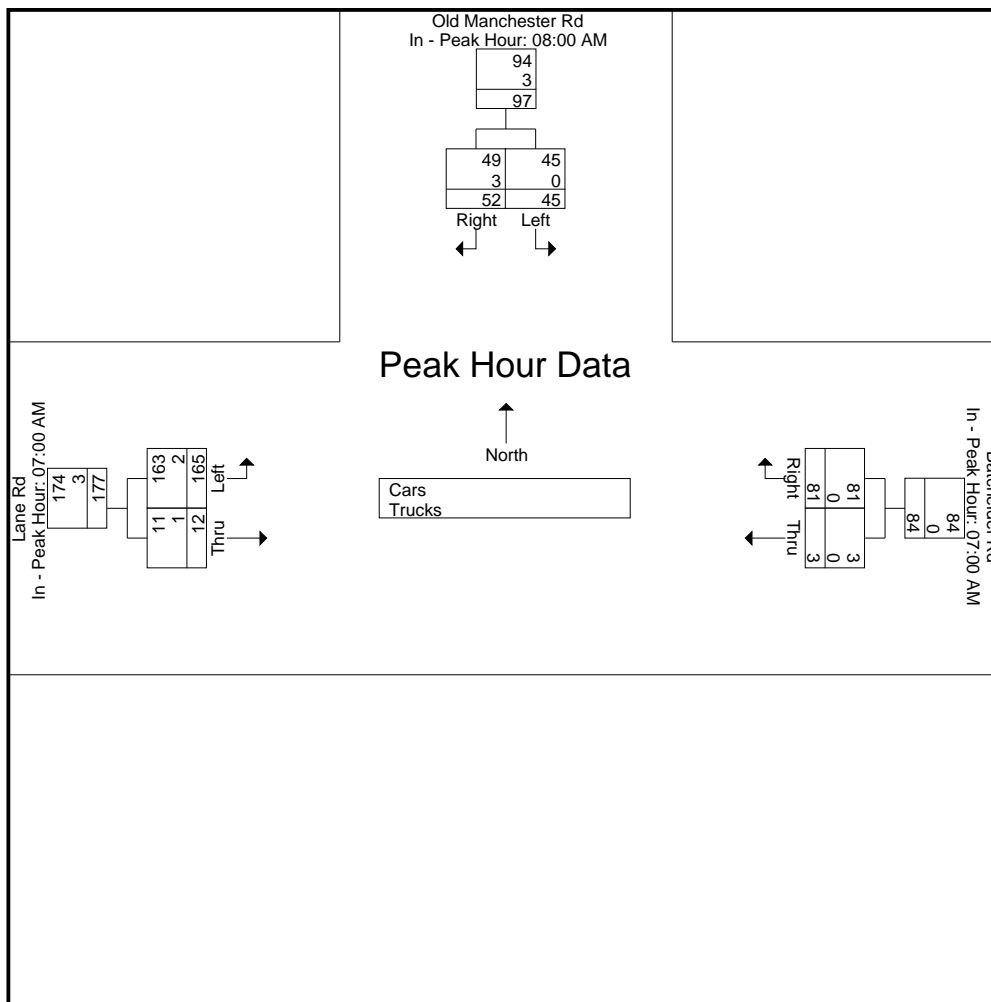 Old Manchester Rd
In - Peak Hour: 08:00 AM
94
3
97
49 45
3 0
52 45
Right Left
Peak Hour Data
North
Cars
Trucks
Lane Rd
In - Peak Hour: 07:00 AM
174
3
177
163 11
2 1
165 12
Left Thru
Rd
In - Peak Hour: 07:00 AM
84
0
84
81 3
0 0
81 3
Right Thru